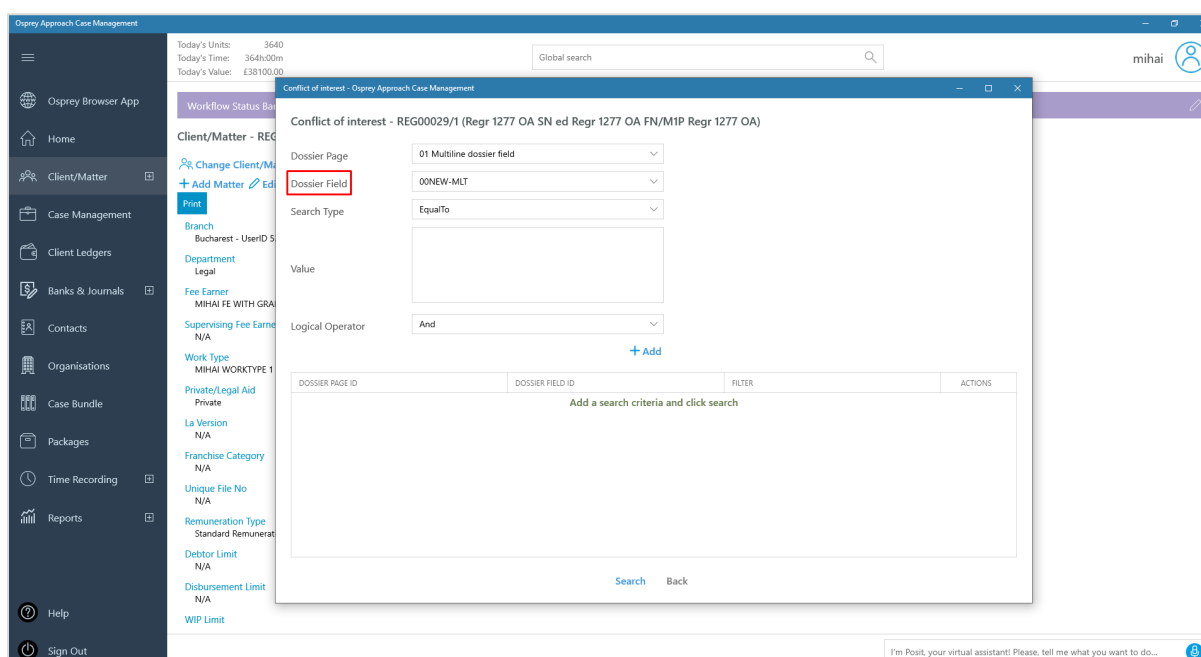 Osprey Approach Case Management
Today's Units: 3640
Today's Time: 364h:00m
Today's Value: £38100.00
Global search
mihai
Osprey Browser App
Home
Client/Matter
Case Management
Client Ledgers
Banks & Journals
Contacts
Organisations
Case Bundle
Packages
Time Recording
Reports
Help
Sign Out
Workflow Status Bar
Client/Matter - REG
Change Client/Ma
Add Matter Edi
Print
Branch
Bucharest - UserID 5
Department
Legal
Fee Earner
MIHAI FE WITH GRA
Supervising Fee Earne
N/A
Work Type
MIHAI WORKTYPE 1
Private/Legal Aid
Private
La Version
N/A
Franchise Category
N/A
Unique File No
N/A
Remuneration Type
Standard Remunerat
Debtor Limit
N/A
Disbursement Limit
N/A
WIP Limit
Conflict of interest - Osprey Approach Case Management
Conflict of interest - REG00029/1 (Regr 1277 OA SN ed Regr 1277 OA FN/M1P Regr 1277 OA)
Dossier Page 01 Multiline dossier field
Dossier Field 00NEW-MLT
Search Type EqualTo
Value
Logical Operator And
+ Add
DOSSIER PAGE ID DOSSIER FIELD ID FILTER ACTIONS
Add a search criteria and click search
Search Back
I'm Posit, your virtual assistant! Please, tell me what you want to do...